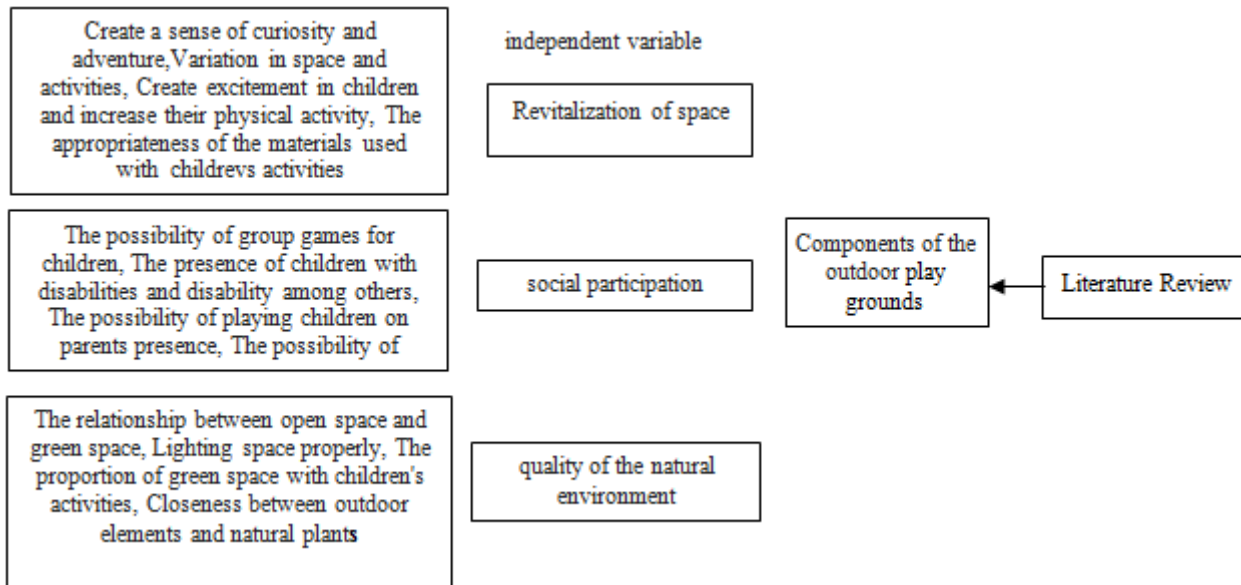 Create a sense of curiosity and
adventure,Variation in space and
activities, Create excitement in children
and increase their physical activity, The
appropriateness of the materials used
with childrevs activities
independent variable
Revitalization of space
The possibility of group games for
children, The presence of children with
disabilities and disability among others,
The possibility of playing children on
parents presence, The possibility of
social participation
Components of the
outdoor play
grounds
Literature Review
The relationship between open space and
green space, Lighting space properly, The
proportion of green space with children's
activities, Closeness between outdoor
elements and natural plants
quality of the natural
environment